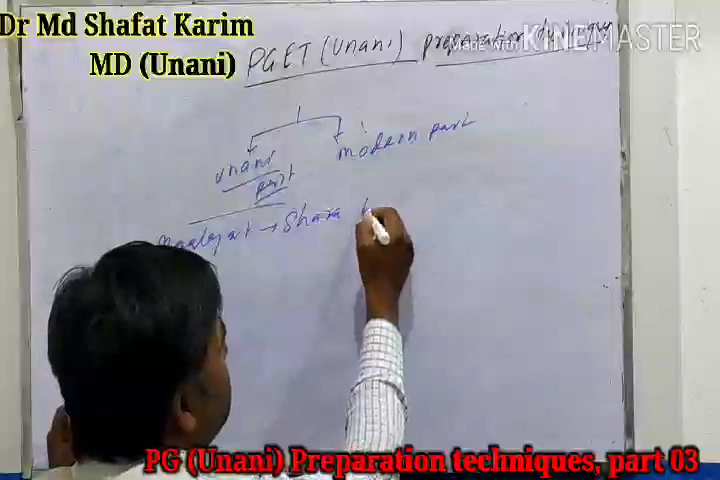 Dr Md Shafat Karim
MD (Unani)
PGET (Unani) preparation
Made with KINEMASTER
unani part
modern part
→ Sharah
PG (Unani) Preparation techniques, part 03